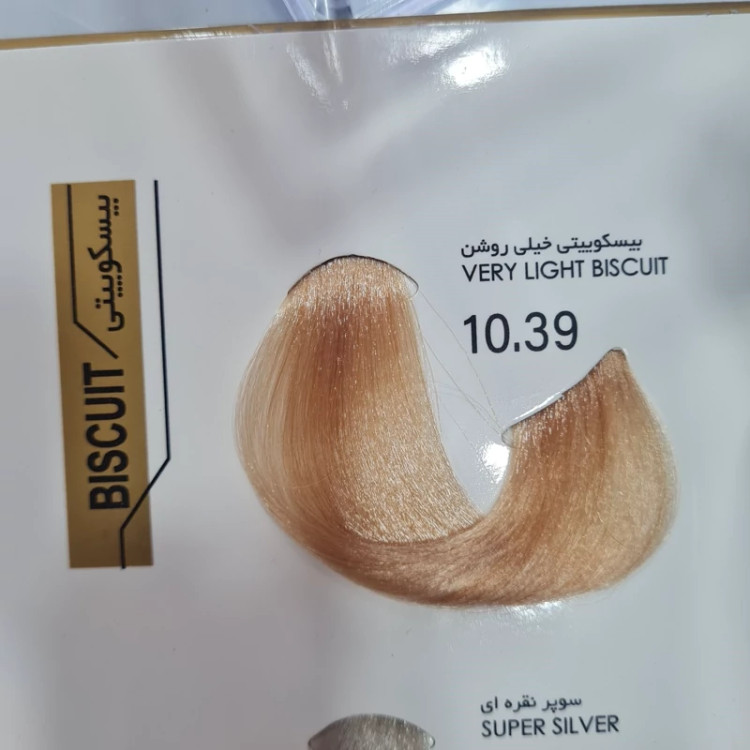 بیسکوییتی
BISCUIT
بیسکوییتی خیلی روشن
VERY LIGHT BISCUIT
10.39
سوپر نقره ای
SUPER SILVER